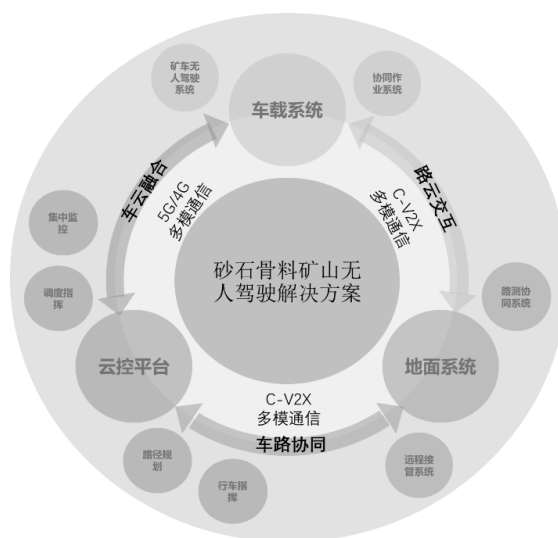 矿车无
人驾驶
系统
协同作
业系统
车载系统
车云融合
5G/4G
多模通信
C-V2X
多模通信
路云交互
集中监
控
调度指
挥
砂石骨料矿山无
人驾驶解决方案
路测协
同系统
云控平台
地面系统
C-V2X
多模通信
车路协同
路径规
划
行车指
挥
远程接
管系统